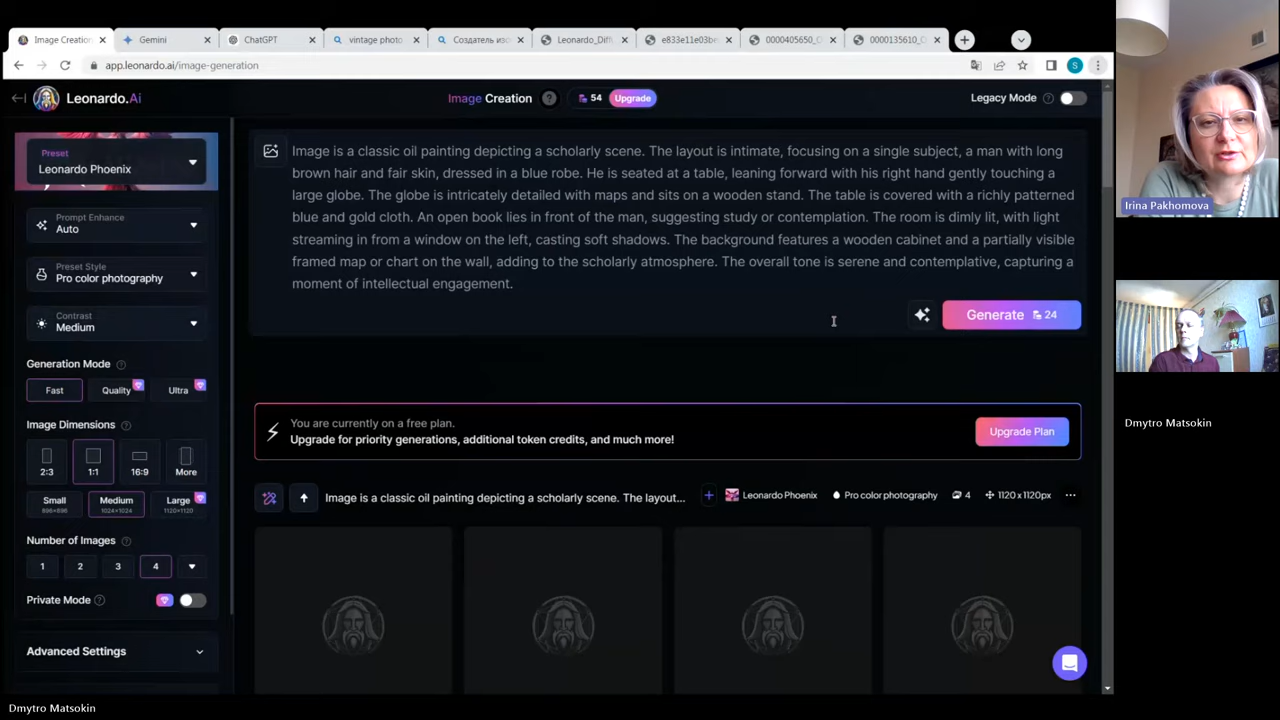 Image Creation
Gemini
ChatGPT
vintage photo
Создатель изо
Leonardo_Diff
e833e11e03be
0000405650_
0000135610_
app.leonardo.ai/image-generation
S
Leonardo.Ai
Image Creation
54
Upgrade
Legacy Mode
Preset
Leonardo Phoenix
Prompt Enhance
Auto
Preset Style
Pro color photography
Contrast
Medium
Generation Mode
Fast
Quality
Ultra
Image Dimensions
2:3
1:1
16:9
More
Small
896×896
Medium
1024×1024
Large
1120×1120
Number of Images
1
2
3
4
Private Mode
Advanced Settings
Image is a classic oil painting depicting a scholarly scene. The layout is intimate, focusing on a single subject, a man with long
brown hair and fair skin, dressed in a blue robe. He is seated at a table, leaning forward with his right hand gently touching a
large globe. The globe is intricately detailed with maps and sits on a wooden stand. The table is covered with a richly patterned
blue and gold cloth. An open book lies in front of the man, suggesting study or contemplation. The room is dimly lit, with light
streaming in from a window on the left, casting soft shadows. The background features a wooden cabinet and a partially visible
framed map or chart on the wall, adding to the scholarly atmosphere. The overall tone is serene and contemplative, capturing a
moment of intellectual engagement.
Generate 24
You are currently on a free plan.
Upgrade for priority generations, additional token credits, and much more!
Upgrade Plan
Image is a classic oil painting depicting a scholarly scene. The layout...
Leonardo Phoenix
Pro color photography
4
1120 x 1120px
Irina Pakhomova
Dmytro Matsokin
Dmytro Matsokin